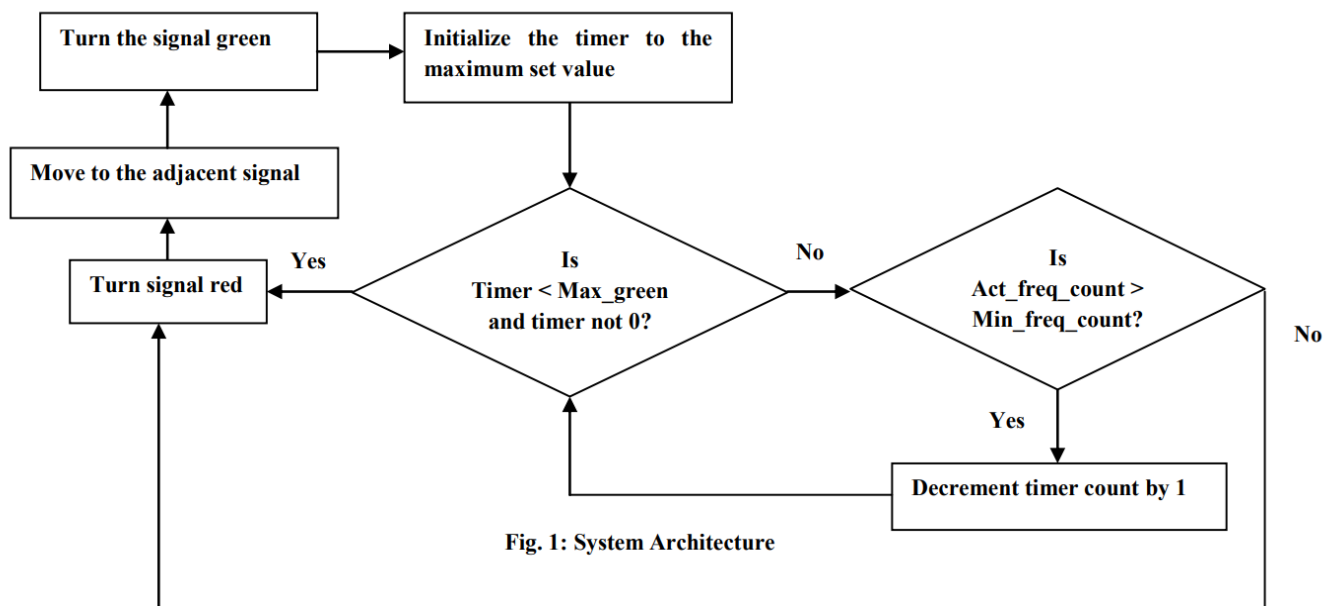 Turn the signal green
Initialize the timer to the
maximum set value
Move to the adjacent signal
Turn signal red
Yes
Is
Timer < Max_green
and timer not 0?
No
Is
Act_freq_count >
Min_freq_count?
No
Yes
Decrement timer count by 1
Fig. 1: System Architecture